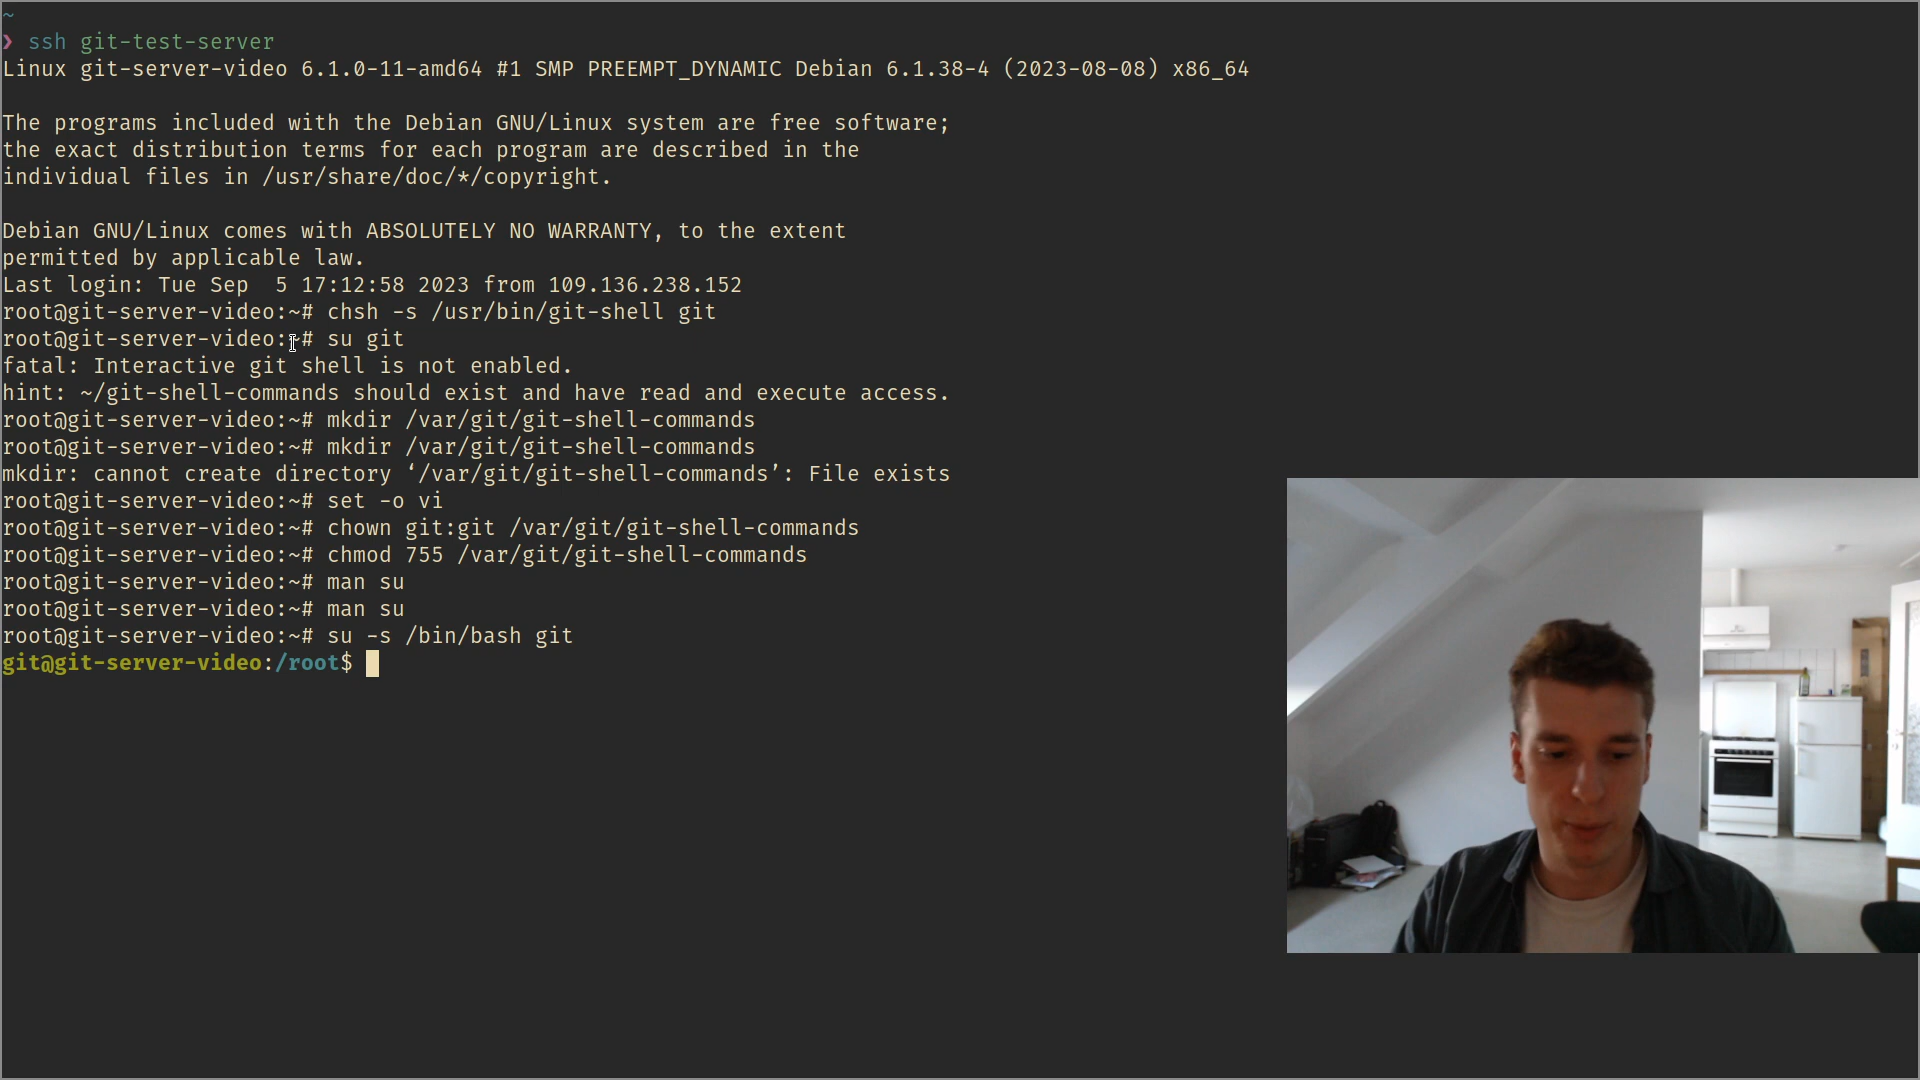 ~
❯ ssh git-test-server
Linux git-server-video 6.1.0-11-amd64 #1 SMP PREEMPT_DYNAMIC Debian 6.1.38-4 (2023-08-08) x86_64
The programs included with the Debian GNU/Linux system are free software;
the exact distribution terms for each program are described in the
individual files in /usr/share/doc/*/copyright.
Debian GNU/Linux comes with ABSOLUTELY NO WARRANTY, to the extent
permitted by applicable law.
Last login: Tue Sep  5 17:12:58 2023 from 109.136.238.152
root@git-server-video:~# chsh -s /usr/bin/git-shell git
root@git-server-video:~# su git
fatal: Interactive git shell is not enabled.
hint: ~/git-shell-commands should exist and have read and execute access.
root@git-server-video:~# mkdir /var/git/git-shell-commands
root@git-server-video:~# mkdir /var/git/git-shell-commands
mkdir: cannot create directory ‘/var/git/git-shell-commands’: File exists
root@git-server-video:~# set -o vi
root@git-server-video:~# chown git:git /var/git/git-shell-commands
root@git-server-video:~# chmod 755 /var/git/git-shell-commands
root@git-server-video:~# man su
root@git-server-video:~# man su
root@git-server-video:~# su -s /bin/bash git
git@git-server-video:/root$